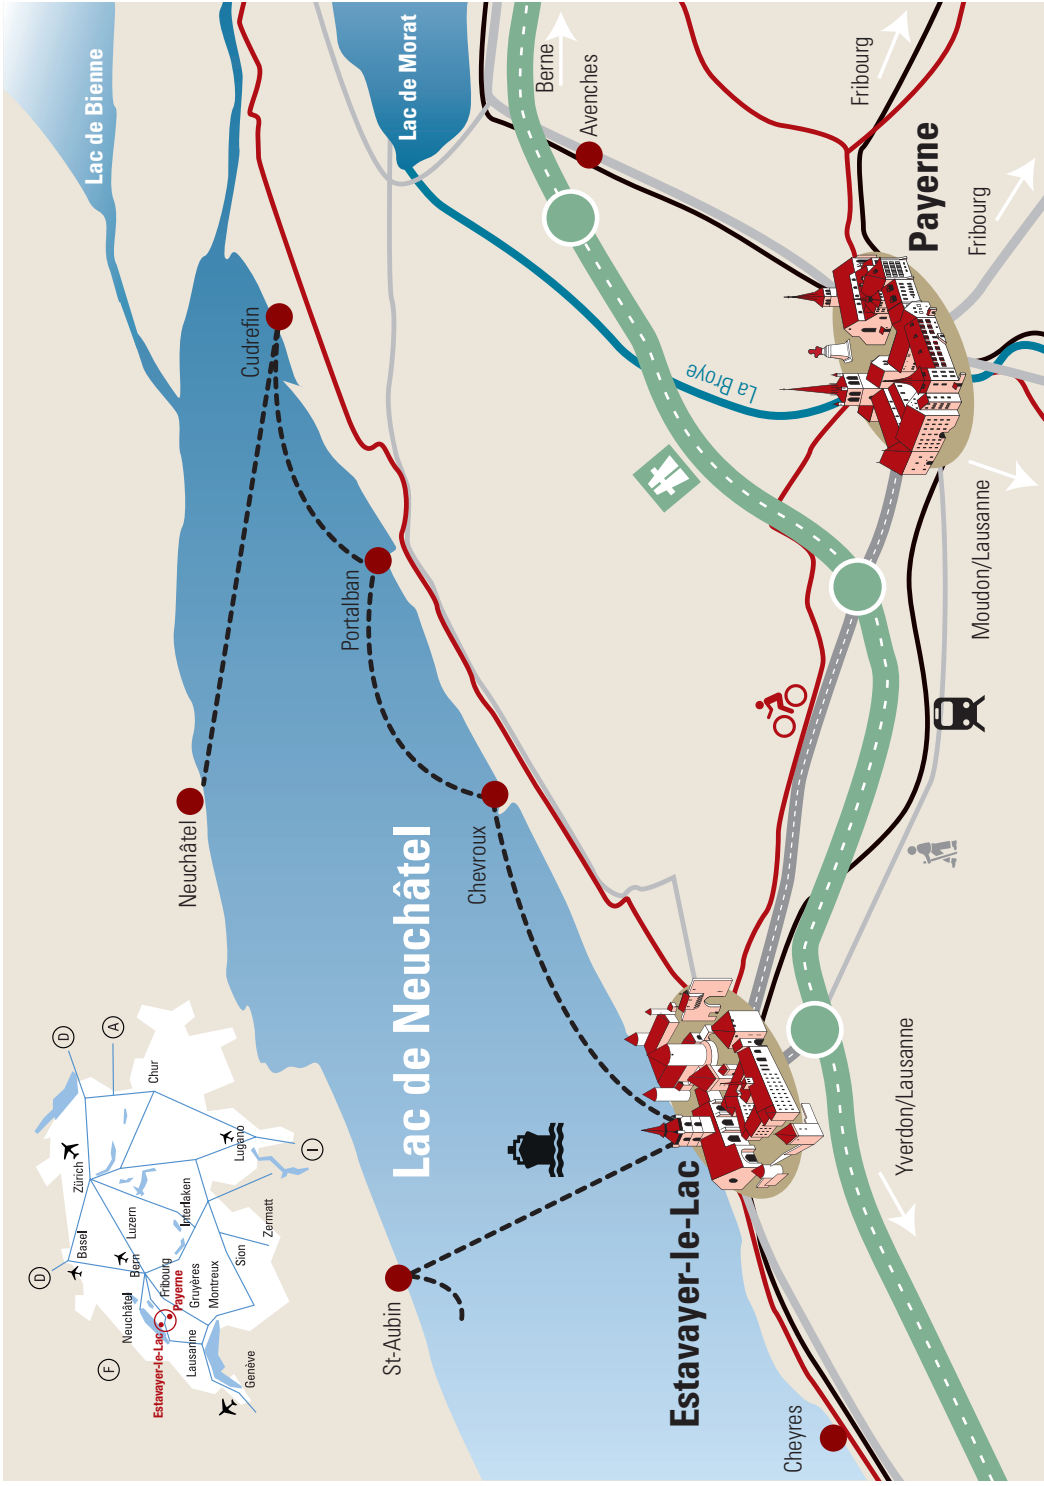 Lac de Bienne
Lac de Morat
Berne
Avenches
Fribourg
Payerne
Fribourg
Cudrefin
La Broye
Portalban
Moudon/Lausanne
Neuchâtel
Chevroux
Lac de Neuchâtel
Yverdon/Lausanne
Estavayer-le-Lac
St-Aubin
Cheyres
D
A
D
F
I
Chur
Zürich
Lugano
Basel
Luzern
Interlaken
Zermatt
Bern
Sion
Neuchâtel
Fribourg
Payerne
Gruyères
Montreux
Estavayer-le-Lac
Lausanne
Genève